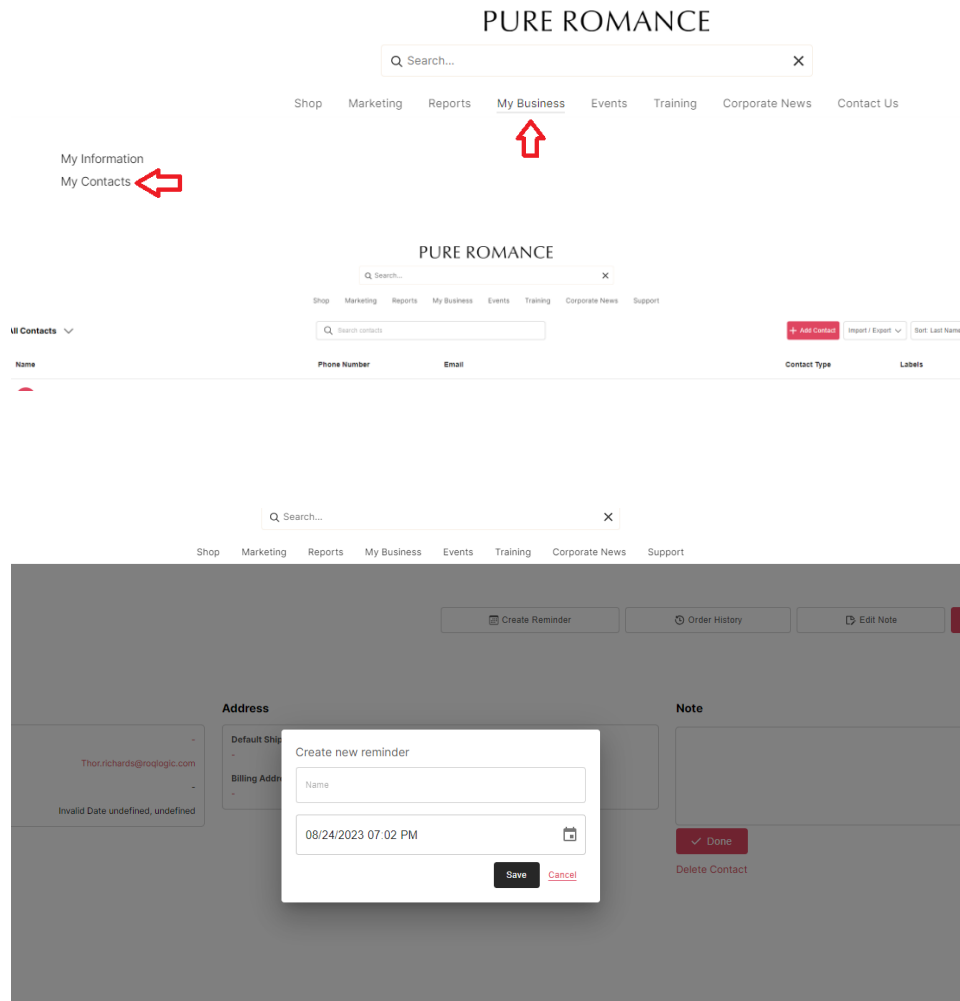 PURE ROMANCE
Search...
Shop Marketing Reports My Business Events Training Corporate News Contact Us
My Information
My Contacts
PURE ROMANCE
Search...
Shop Marketing Reports My Business Events Training Corporate News Support
All Contacts Search contacts + Add Contact Import / Export Sort: Last Name
Name Phone Number Email Contact Type Labels
Search...
Shop Marketing Reports My Business Events Training Corporate News Support
Create Reminder Order History Edit Note
Address Note
-
Default Ship
-
Thor.richards@roqlogic.com
Billing Addre
-
-
Invalid Date undefined, undefined
Create new reminder
Name
08/24/2023 07:02 PM
Save Cancel
Done
Delete Contact